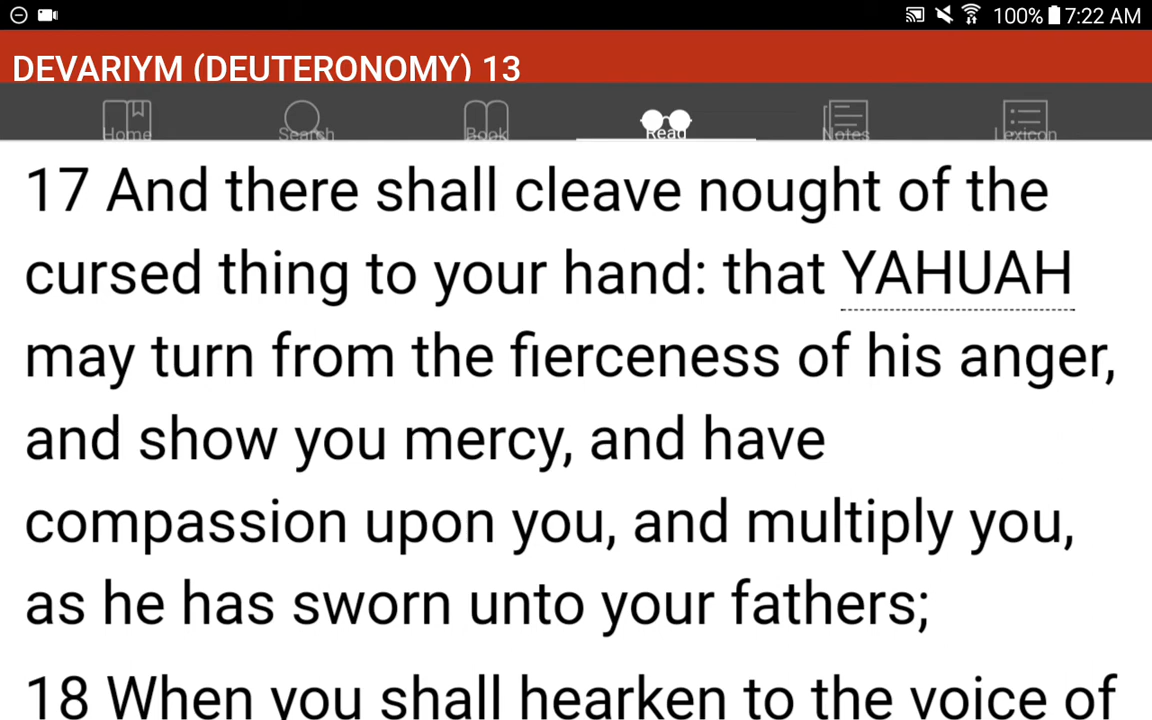 100% 7:22 AM
DEVARIYM (DEUTERONOMY) 13
Home Search Book Read Notes Lexicon
17 And there shall cleave nought of the
cursed thing to your hand: that YAHUAH
may turn from the fierceness of his anger,
and show you mercy, and have
compassion upon you, and multiply you,
as he has sworn unto your fathers;
18 When you shall hearken to the voice of